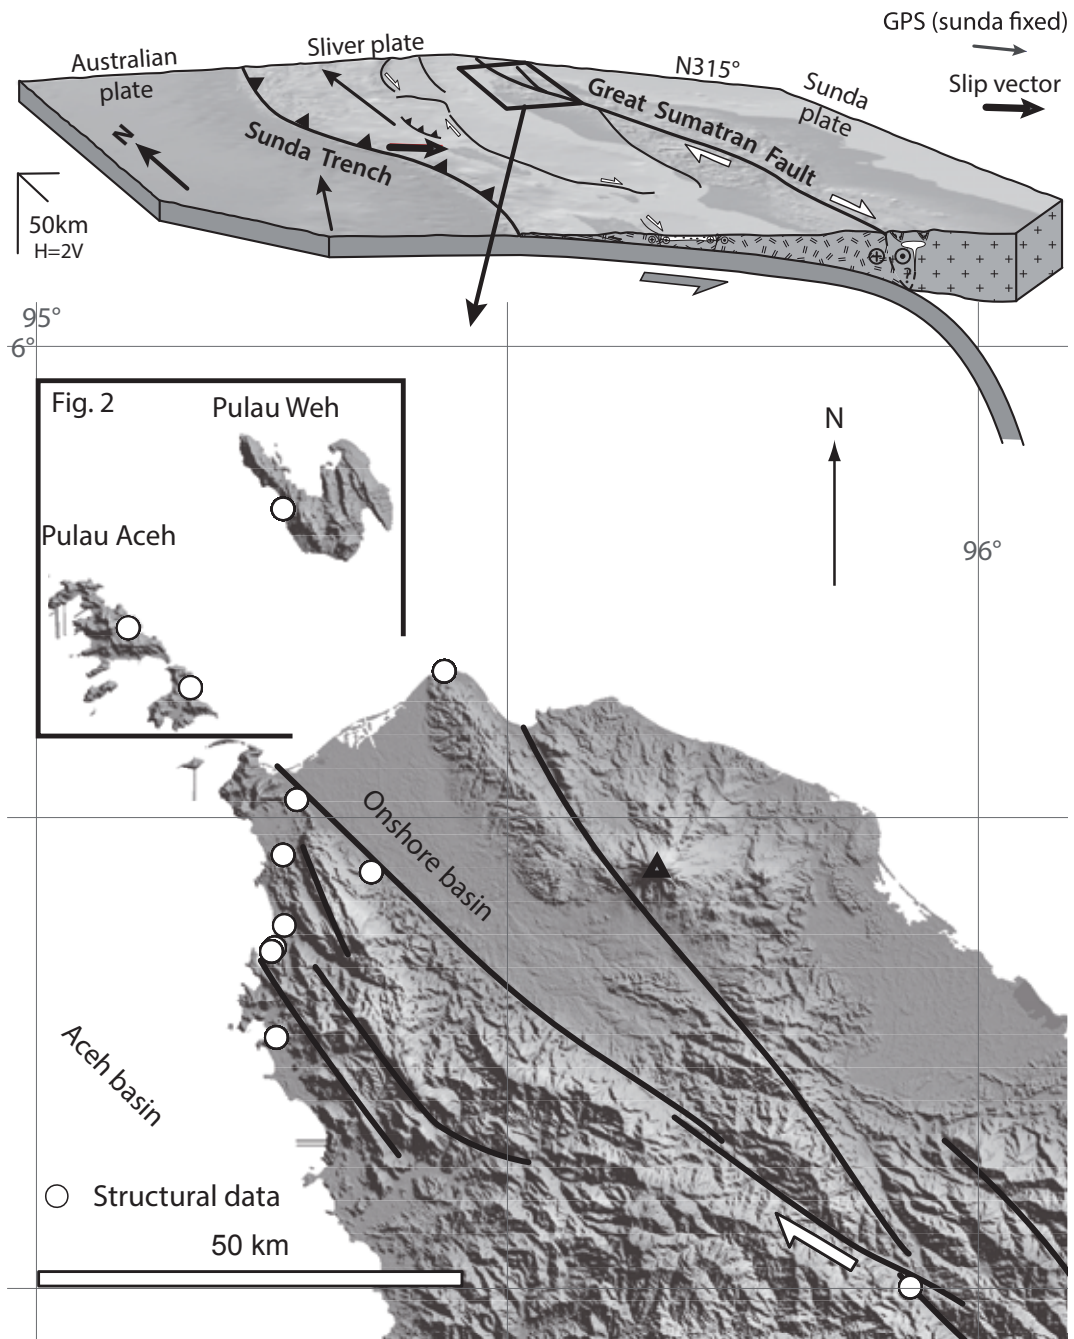 GPS (sunda fixed)
Slip vector
Australian
plate
Sliver plate
N315°
Sunda
plate
Great Sumatran Fault
N
Sunda Trench
50km
H=2V
95°
6°
Fig. 2
Pulau Weh
N
Pulau Aceh
96°
Onshore basin
Aceh basin
Structural data
50 km